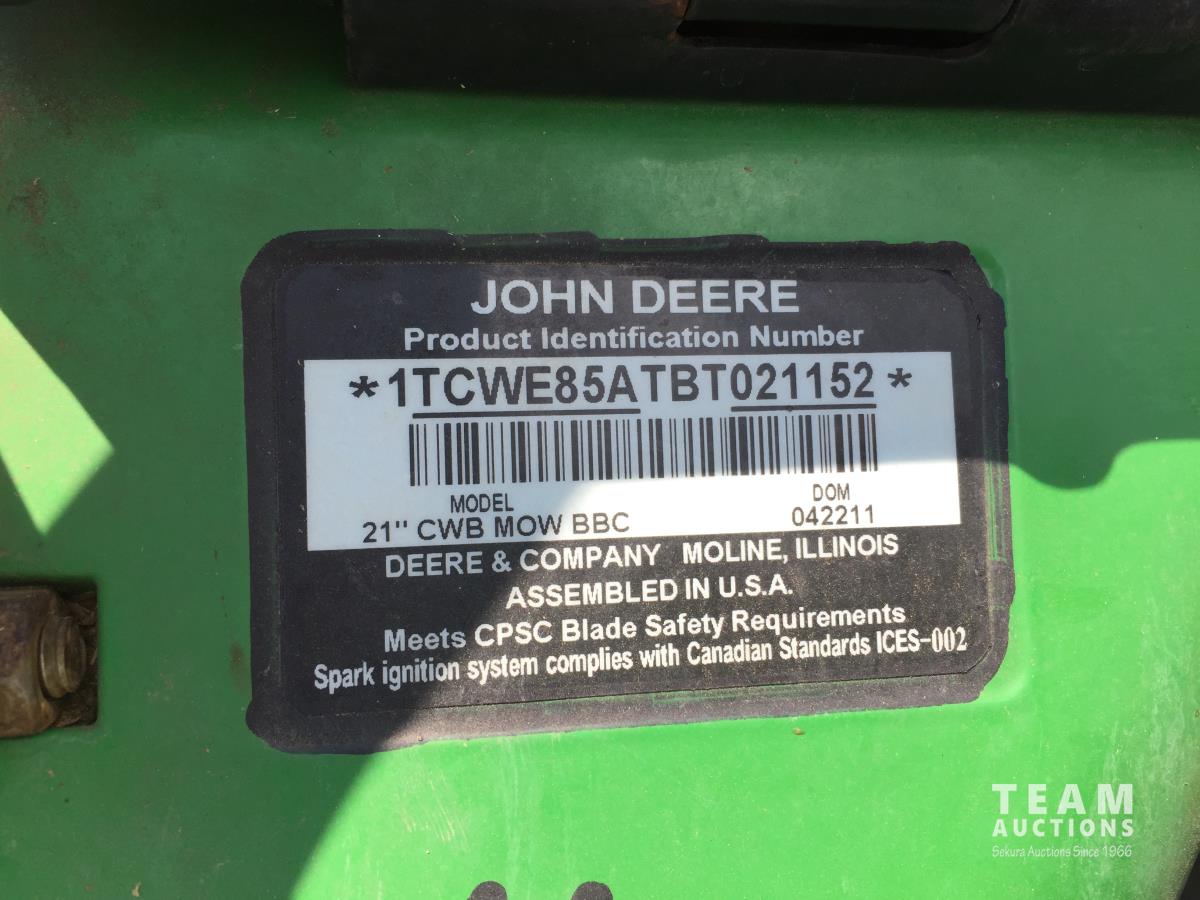 JOHN DEERE
Product Identification Number
*1TCWE85ATBT021152*
MODEL DOM
21" CWB MOW BBC 042211
DEERE & COMPANY MOLINE, ILLINOIS
ASSEMBLED IN U.S.A.
Meets CPSC Blade Safety Requirements
Spark ignition system complies with Canadian Standards ICES-002
TEAM
AUCTIONS
Sekura Auctions Since 1966